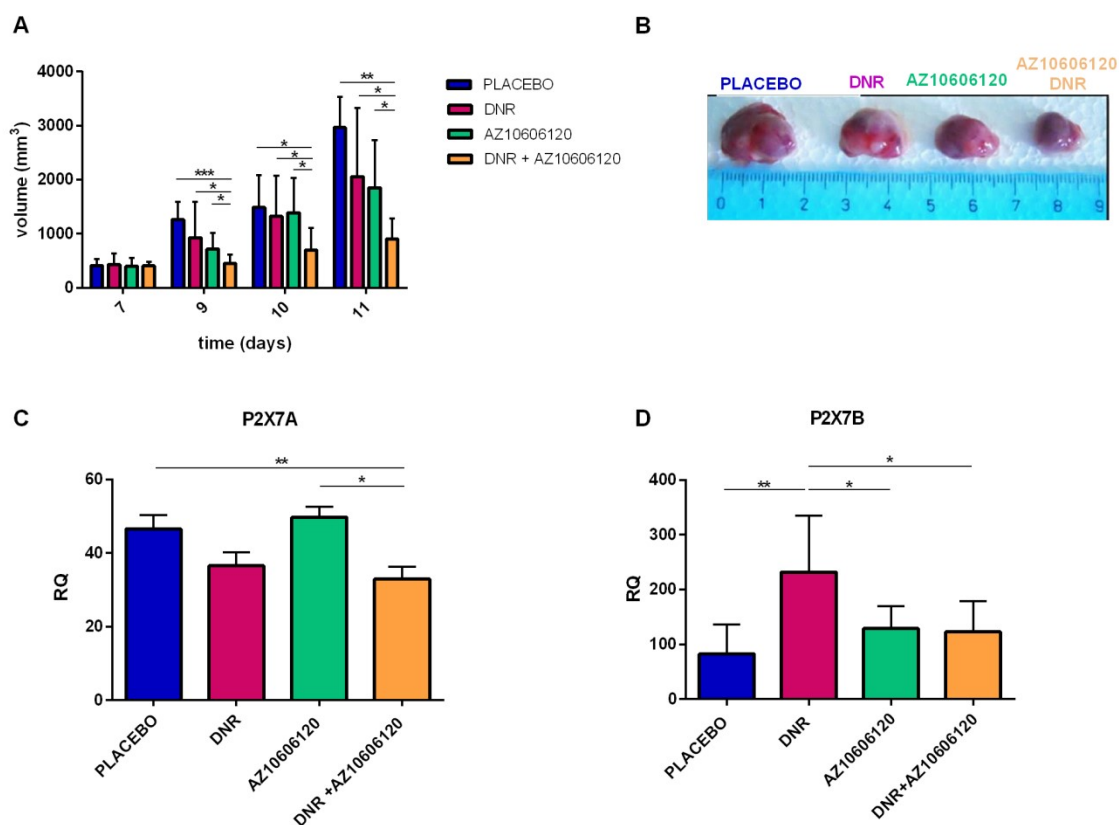 A
4000
3000
2000
1000
0
volume (mm³)
***
*
*
*
*
*
**
*
*
7
9
10
11
time (days)
PLACEBO
DNR
AZ10606120
DNR + AZ10606120
B
PLACEBO
DNR
AZ10606120
AZ10606120
DNR
0 1 2 3 4 5 6 7 8 9
C
P2X7A
**
*
60
40
20
0
RQ
PLACEBO
DNR
AZ10606120
DNR +AZ10606120
D
P2X7B
*
**
*
400
300
200
100
0
RQ
PLACEBO
DNR
AZ10606120
DNR+AZ10606120